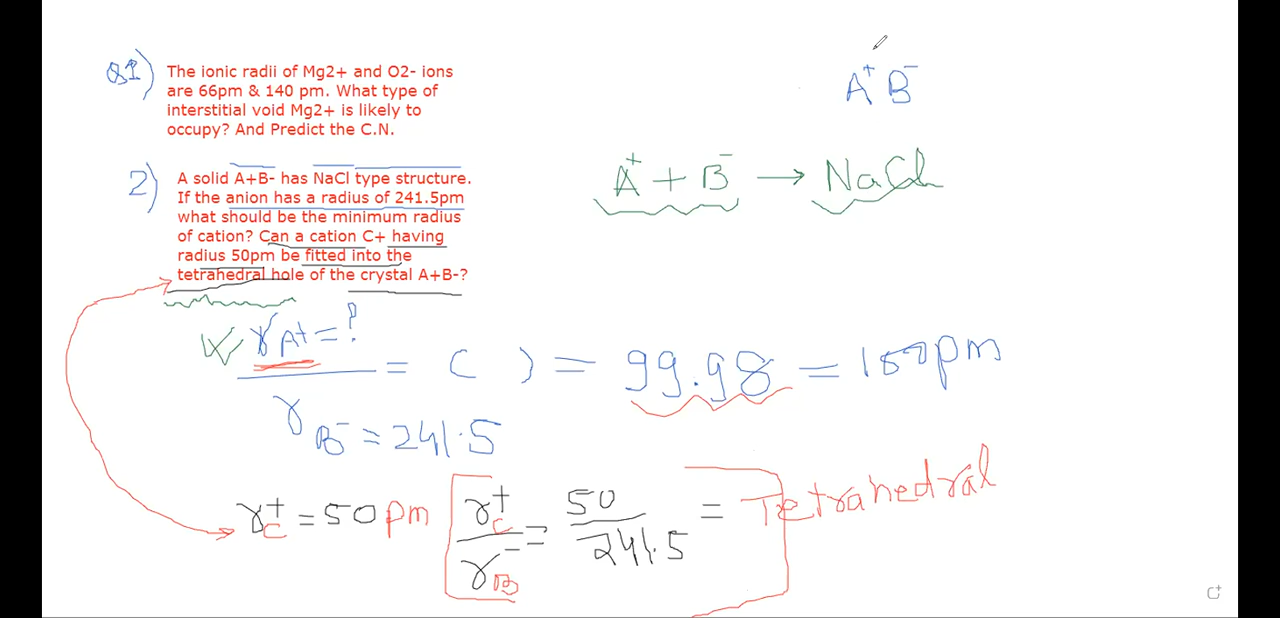 Q1)
The ionic radii of Mg2+ and O2- ions
are 66pm & 140 pm. What type of
interstitial void Mg2+ is likely to
occupy? And Predict the C.N.
A+ B-
2)
A solid A+B- has NaCl type structure.
If the anion has a radius of 241.5pm
what should be the minimum radius
of cation? Can a cation C+ having
radius 50pm be fitted into the
tetrahedral hole of the crystal A+B-?
A+ + B- → NaCl
rA+ = ?
= ( ) = 99.98 = 100pm
rB- = 241.5
rC+ = 50pm
rC+ / rB- = 50 / 241.5 = Tetrahedral